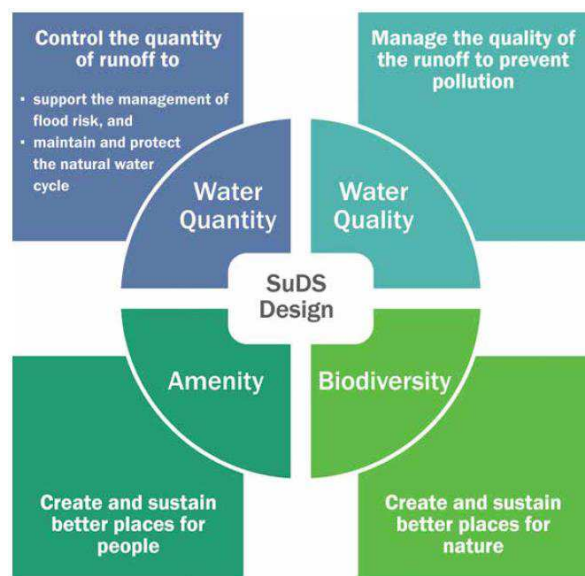 Control the quantity
of runoff to
• support the management of
flood risk, and
• maintain and protect
the natural water
cycle
Manage the quality of
the runoff to prevent
pollution
Water
Quantity
Water
Quality
SuDS
Design
Amenity
Biodiversity
Create and sustain
better places for
people
Create and sustain
better places for
nature